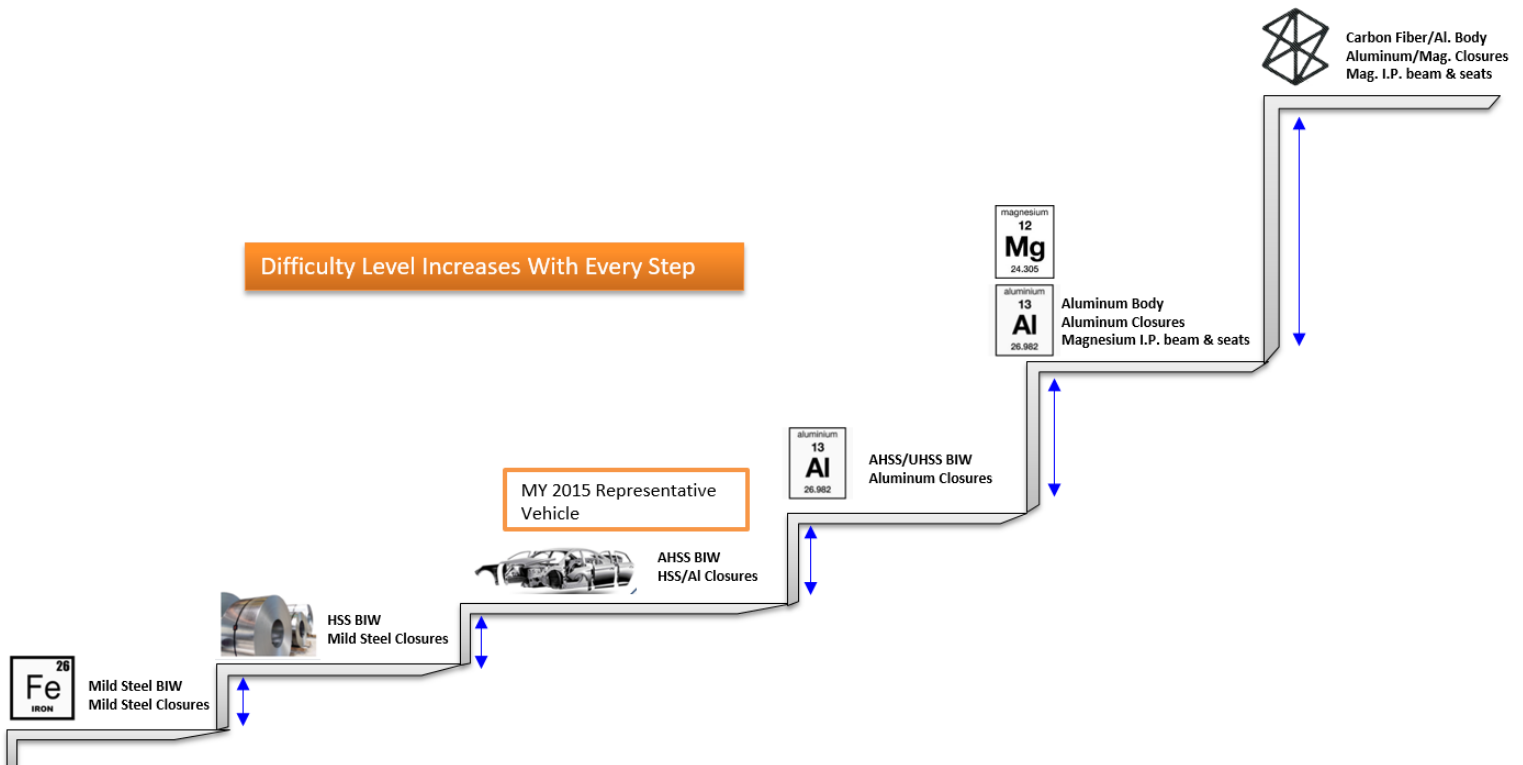 Carbon Fiber/Al. Body
Aluminum/Mag. Closures
Mag. I.P. beam & seats
magnesium
12
Mg
24.305
Difficulty Level Increases With Every Step
aluminium
13
Al
26.982
Aluminum Body
Aluminum Closures
Magnesium I.P. beam & seats
aluminium
13
Al
26.982
AHSS/UHSS BIW
Aluminum Closures
MY 2015 Representative
Vehicle
AHSS BIW
HSS/Al Closures
HSS BIW
Mild Steel Closures
26
Fe
IRON
Mild Steel BIW
Mild Steel Closures